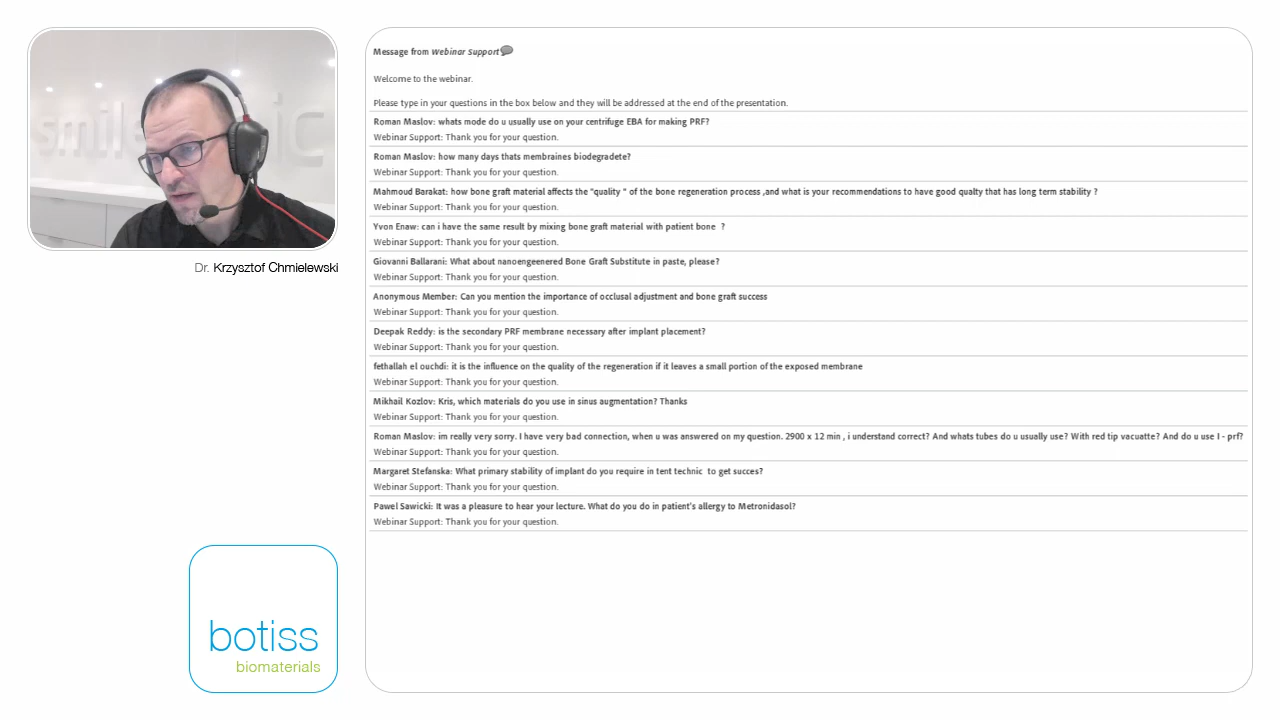 smile clinic
Dr. Krzysztof Chmielewski
botiss
biomaterials
Message from Webinar Support
Welcome to the webinar.
Please type in your questions in the box below and they will be addressed at the end of the presentation.
Roman Maslov: whats mode do u usually use on your centrifuge EBA for making PRF?
Webinar Support: Thank you for your question.
Roman Maslov: how many days thats membraines biodegradete?
Webinar Support: Thank you for your question.
Mahmoud Barakat: how bone graft material affects the "quality " of the bone regeneration process ,and what is your recommendations to have good qualty that has long term stability ?
Webinar Support: Thank you for your question.
Yvon Enaw: can i have the same result by mixing bone graft material with patient bone  ?
Webinar Support: Thank you for your question.
Giovanni Ballarani: What about nanoengeenered Bone Graft Substitute in paste, please?
Webinar Support: Thank you for your question.
Anonymous Member: Can you mention the importance of occlusal adjustment and bone graft success
Webinar Support: Thank you for your question.
Deepak Reddy: is the secondary PRF membrane necessary after implant placement?
Webinar Support: Thank you for your question.
fethallah el ouchdi: it is the influence on the quality of the regeneration if it leaves a small portion of the exposed membrane
Webinar Support: Thank you for your question.
Mikhail Kozlov: Kris, which materials do you use in sinus augmentation? Thanks
Webinar Support: Thank you for your question.
Roman Maslov: im really very sorry. I have very bad connection, when u was answered on my question. 2900 x 12 min , i understand correct? And whats tubes do u usually use? With red tip vacuatte? And do u use I - prf?
Webinar Support: Thank you for your question.
Margaret Stefanska: What primary stability of implant do you require in tent technic  to get succes?
Webinar Support: Thank you for your question.
Pawel Sawicki: It was a pleasure to hear your lecture. What do you do in patient's allergy to Metronidasol?
Webinar Support: Thank you for your question.